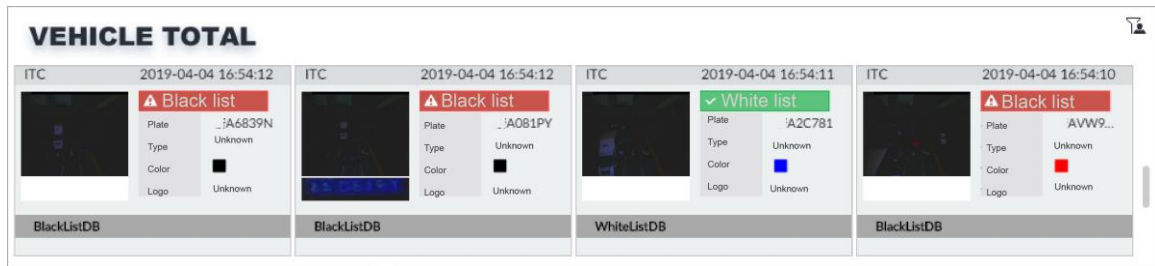 VEHICLE TOTAL
ITC 2019-04-04 16:54:12
Black list
Plate A6839N
Type Unknown
Color
Logo Unknown
BlackListDB
ITC 2019-04-04 16:54:12
Black list
Plate A081PY
Type Unknown
Color
Logo Unknown
BlackListDB
ITC 2019-04-04 16:54:11
White list
Plate A2C781
Type Unknown
Color
Logo Unknown
WhiteListDB
ITC 2019-04-04 16:54:10
Black list
Plate AVW9...
Type Unknown
Color
Logo Unknown
BlackListDB